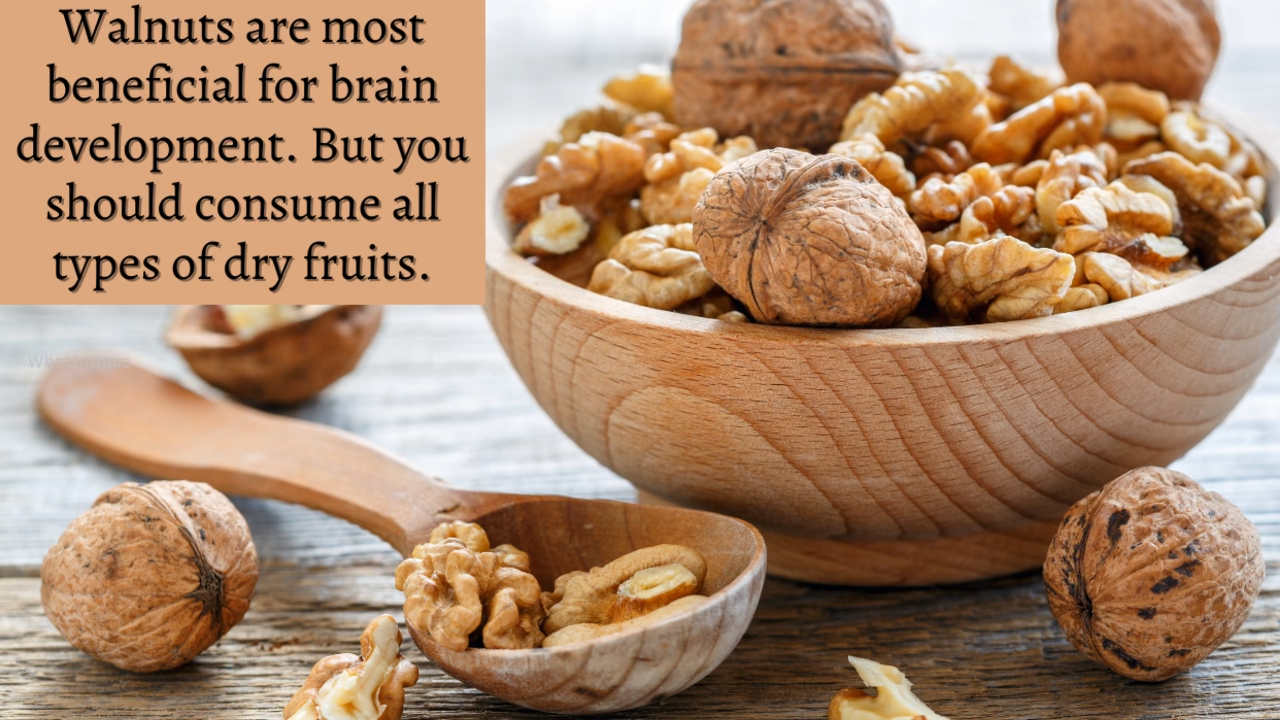 Walnuts are most
beneficial for brain
development. But you
should consume all
types of dry fruits.